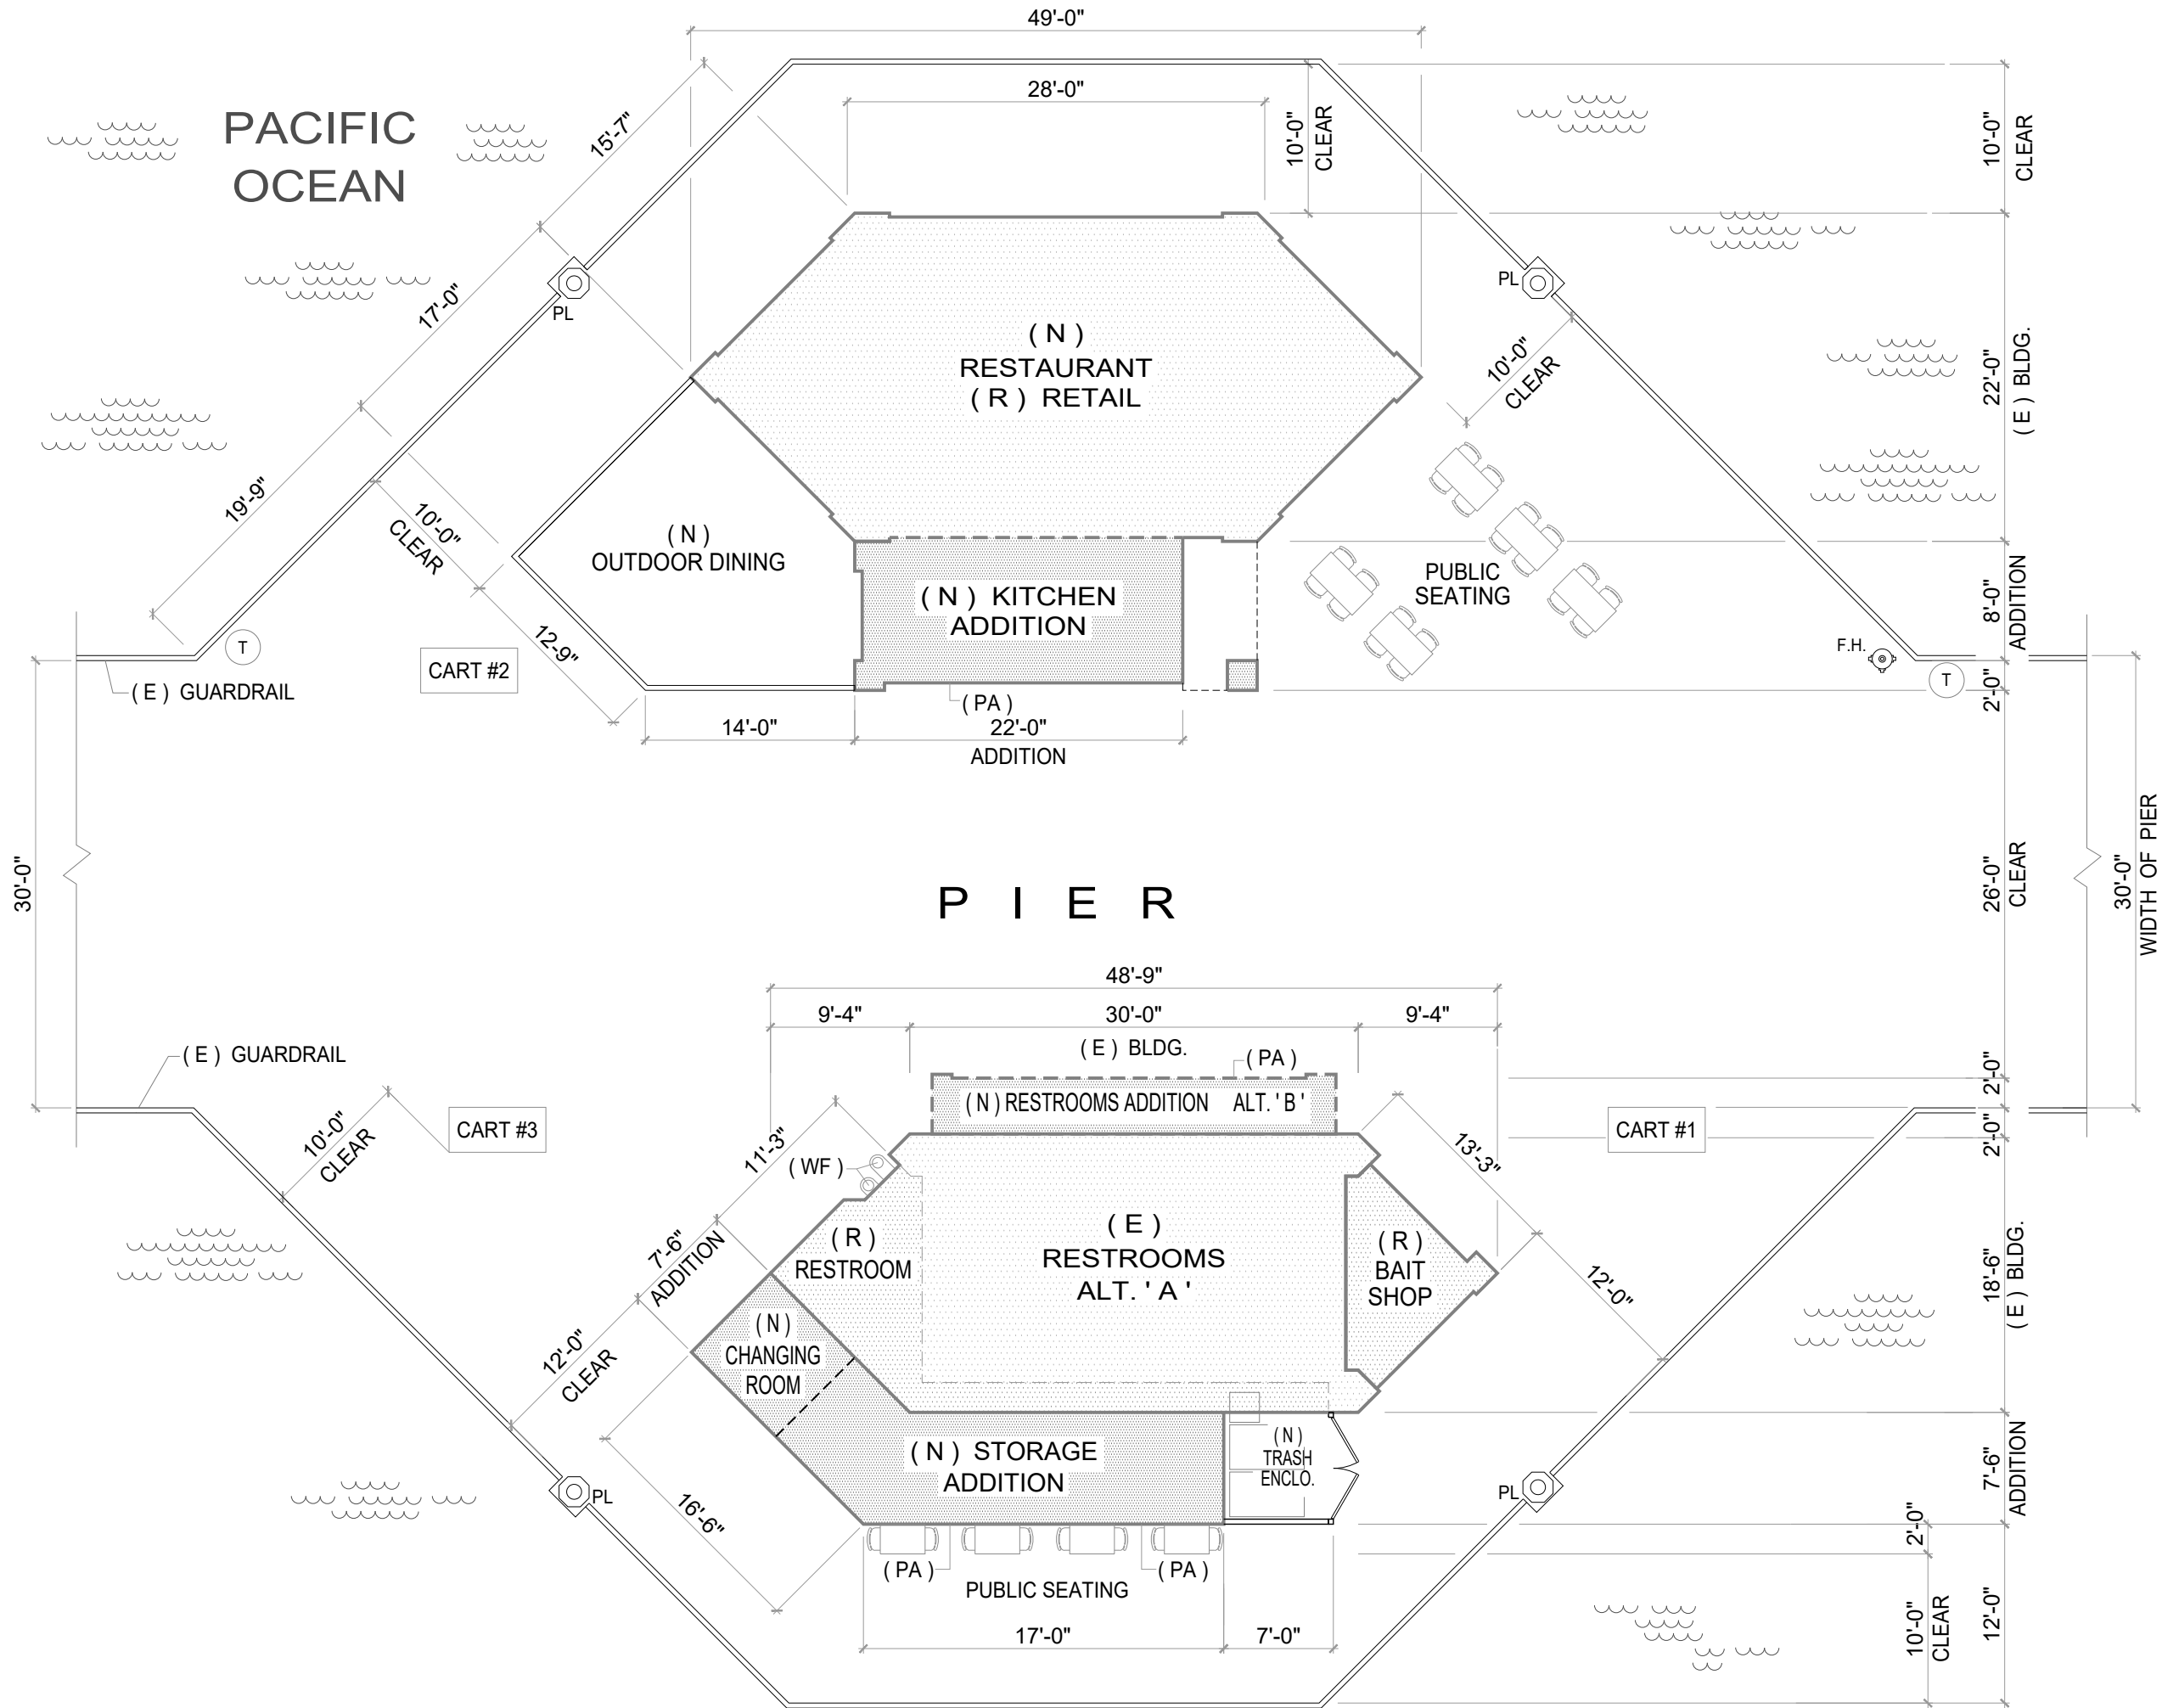 49'-0"
28'-0"
10'-0"
CLEAR
10'-0"
CLEAR
PACIFIC
OCEAN
15'-7"
17'-0"
19'-9"
PL
PL
( N )
RESTAURANT
( R ) RETAIL
10'-0"
CLEAR
22'-0"
( E ) BLDG.
10'-0"
CLEAR
( N )
OUTDOOR DINING
( N ) KITCHEN
ADDITION
PUBLIC
SEATING
8'-0"
ADDITION
12'-9"
T
CART #2
( E ) GUARDRAIL
F.H.
T
2'-0"
( PA )
14'-0"
22'-0"
ADDITION
30'-0"
P I E R
26'-0"
CLEAR
30'-0"
WIDTH OF PIER
48'-9"
9'-4"
30'-0"
9'-4"
( E ) BLDG.
( E ) GUARDRAIL
( PA )
( N ) RESTROOMS ADDITION ALT. ' B '
2'-0"
2'-0"
10'-0"
CLEAR
CART #3
CART #1
11'-3"
( WF )
13'-3"
7'-6"
ADDITION
( R )
RESTROOM
( E )
RESTROOMS
ALT. ' A '
( R )
BAIT
SHOP
12'-0"
18'-6"
( E ) BLDG.
12'-0"
CLEAR
( N )
CHANGING
ROOM
( N ) STORAGE
ADDITION
( N )
TRASH
ENCLO.
7'-6"
ADDITION
PL
PL
16'-6"
( PA )
( PA )
PUBLIC SEATING
2'-0"
10'-0"
CLEAR
12'-0"
17'-0"
7'-0"